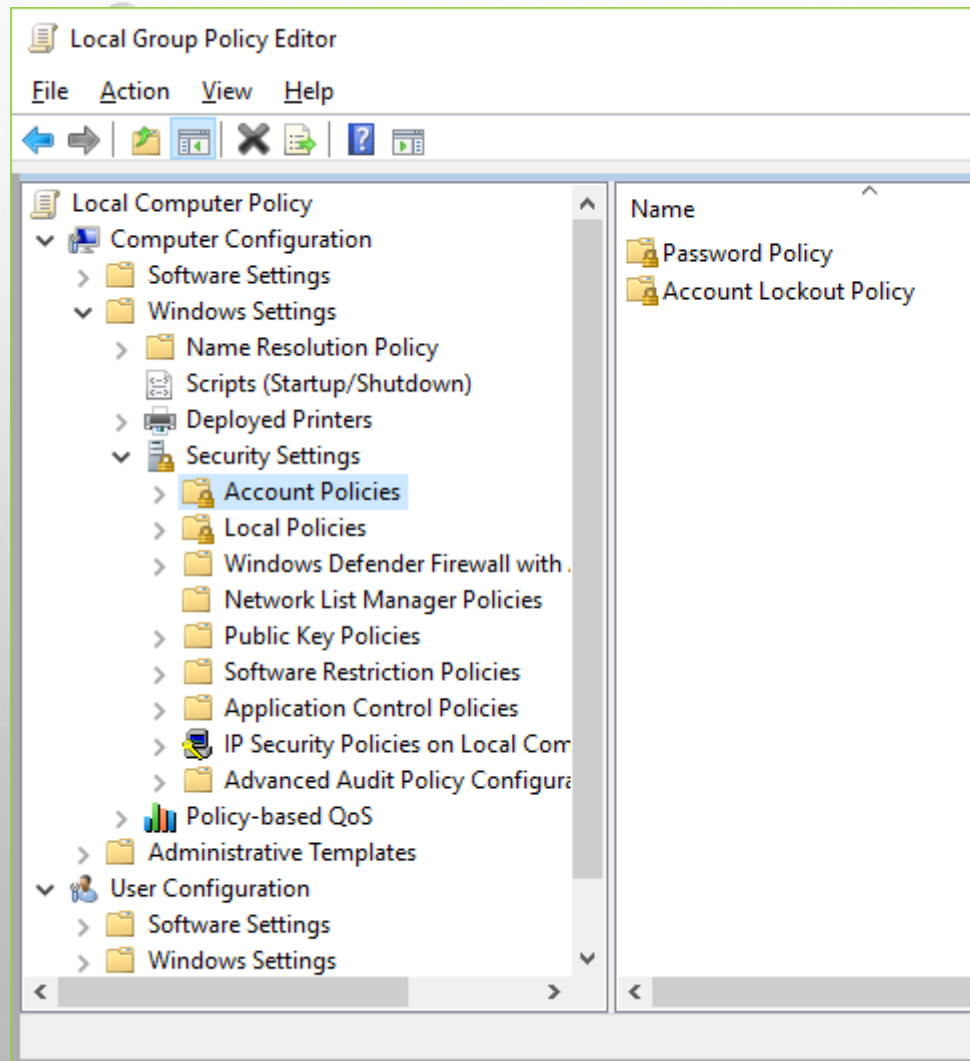 Local Group Policy Editor
File Action View Help
Local Computer Policy
Computer Configuration
Software Settings
Windows Settings
Name Resolution Policy
Scripts (Startup/Shutdown)
Deployed Printers
Security Settings
Account Policies
Local Policies
Windows Defender Firewall with .
Network List Manager Policies
Public Key Policies
Software Restriction Policies
Application Control Policies
IP Security Policies on Local Com
Advanced Audit Policy Configura
Policy-based QoS
Administrative Templates
User Configuration
Software Settings
Windows Settings
Name
Password Policy
Account Lockout Policy